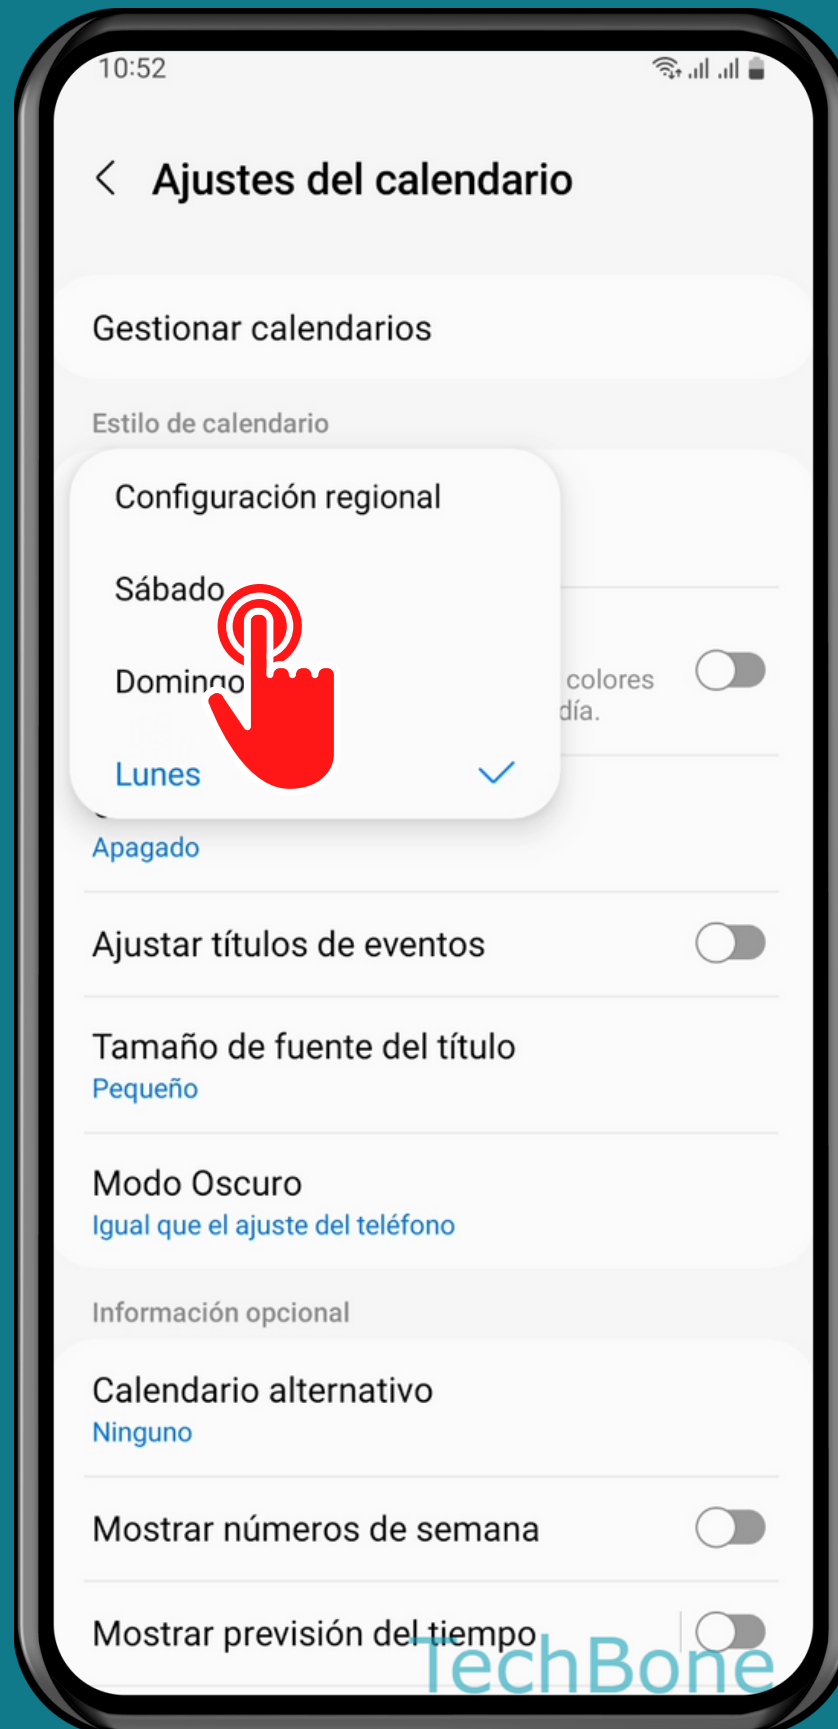 10:52
Ajustes del calendario
Gestionar calendarios
Estilo de calendario
Configuración regional
Sábado
Domingo
colores
día.
Lunes
Apagado
Ajustar títulos de eventos
Tamaño de fuente del título
Pequeño
Modo Oscuro
Igual que el ajuste del teléfono
Información opcional
Calendario alternativo
Ninguno
Mostrar números de semana
Mostrar previsión del tiempo
TechBone